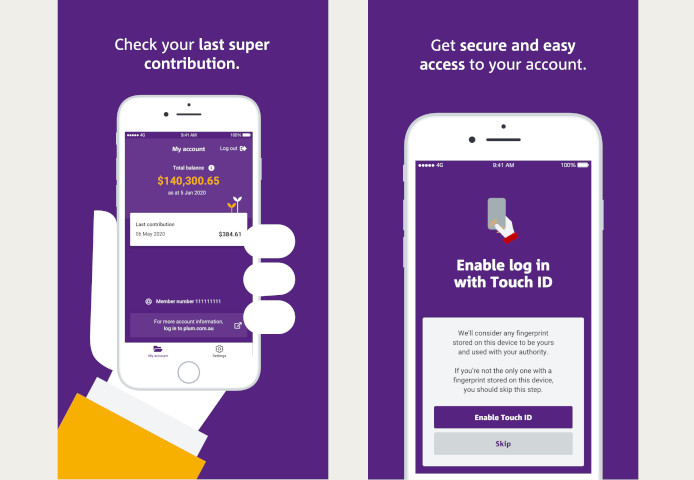 Check your last super
contribution.
4G 9:41 AM 100%
My account Log out
Total balance
$140,300.65
as at 5 Jan 2020
Last contribution
06 May 2020 $384.61
Member number 111111111
For more account information,
log in to plum.com.au
My account Settings
Get secure and easy
access to your account.
4G 9:41 AM 100%
Enable log in
with Touch ID
We'll consider any fingerprint
stored on this device to be yours
and used with your authority.
If you're not the only one with a
fingerprint stored on this device,
you should skip this step.
Enable Touch ID
Skip